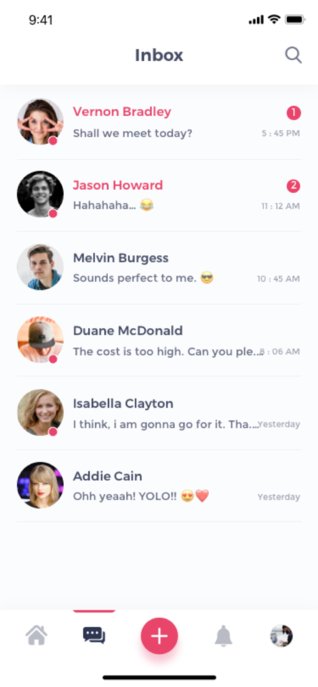 9:41
Inbox
Vernon Bradley
1
Shall we meet today?
5 : 45 PM
Jason Howard
2
Hahahaha... 😂
11 : 12 AM
Melvin Burgess
Sounds perfect to me. 😎
10 : 45 AM
Duane McDonald
The cost is too high. Can you ple...
8 : 06 AM
Isabella Clayton
I think, i am gonna go for it. Tha...
Yesterday
Addie Cain
Ohh yeaah! YOLO!! 😍❤️
Yesterday